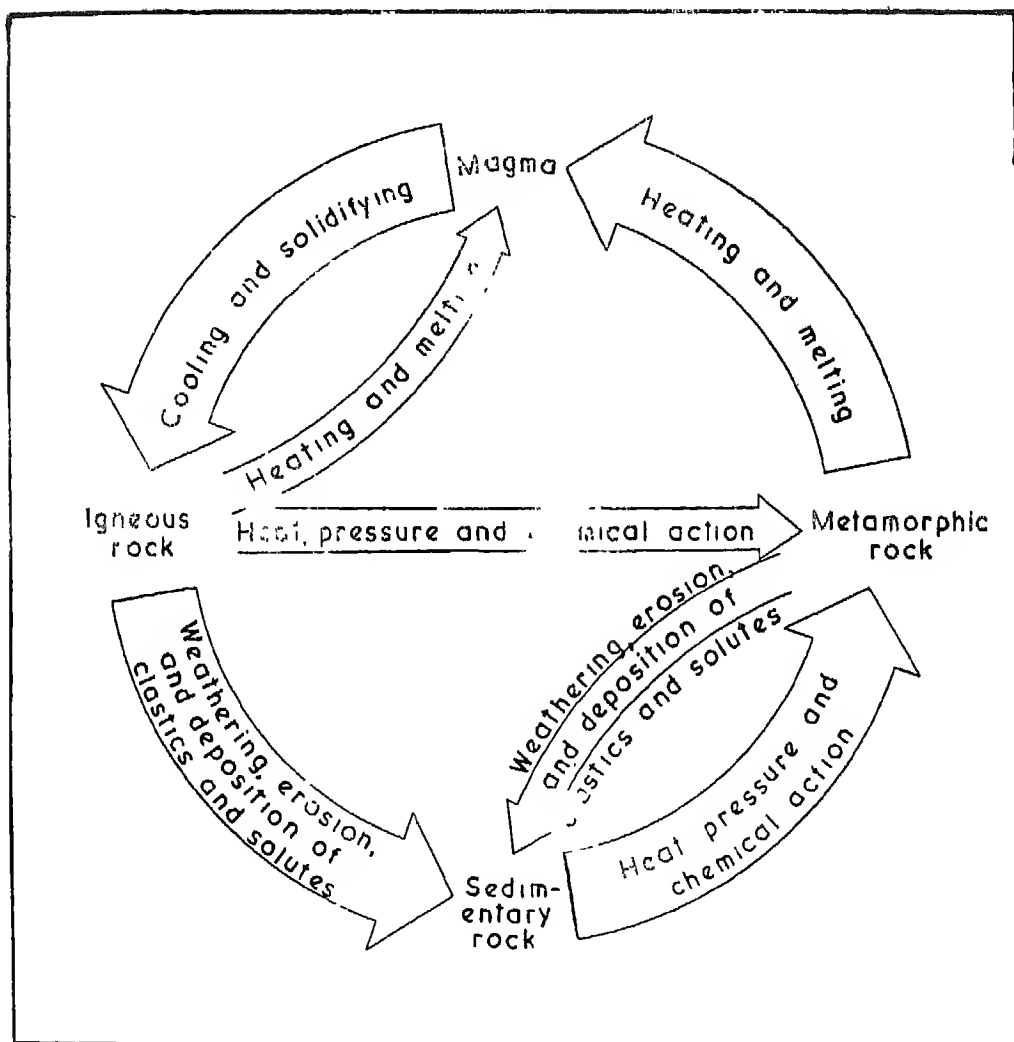 Magma
Cooling and solidifying
Heating and
Heating and melting
Igneous
rock
Heat, pressure and
action
Metamorphic
rock
Weathering, erosion,
and deposition of
clastics and solutes
Weathering, erosion,
and deposition of
and solutes
Heat pressure and
chemical action
Sedim-
entary
rock